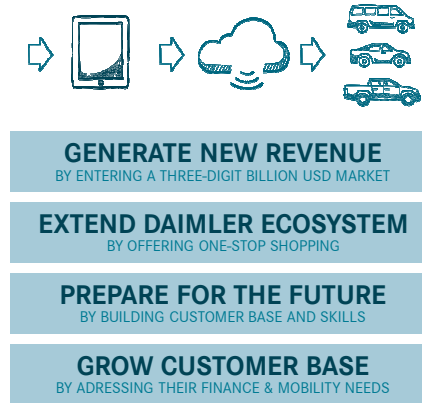 GENERATE NEW REVENUE
BY ENTERING A THREE-DIGIT BILLION USD MARKET
EXTEND DAIMLER ECOSYSTEM
BY OFFERING ONE-STOP SHOPPING
PREPARE FOR THE FUTURE
BY BUILDING CUSTOMER BASE AND SKILLS
GROW CUSTOMER BASE
BY ADRESSING THEIR FINANCE & MOBILITY NEEDS